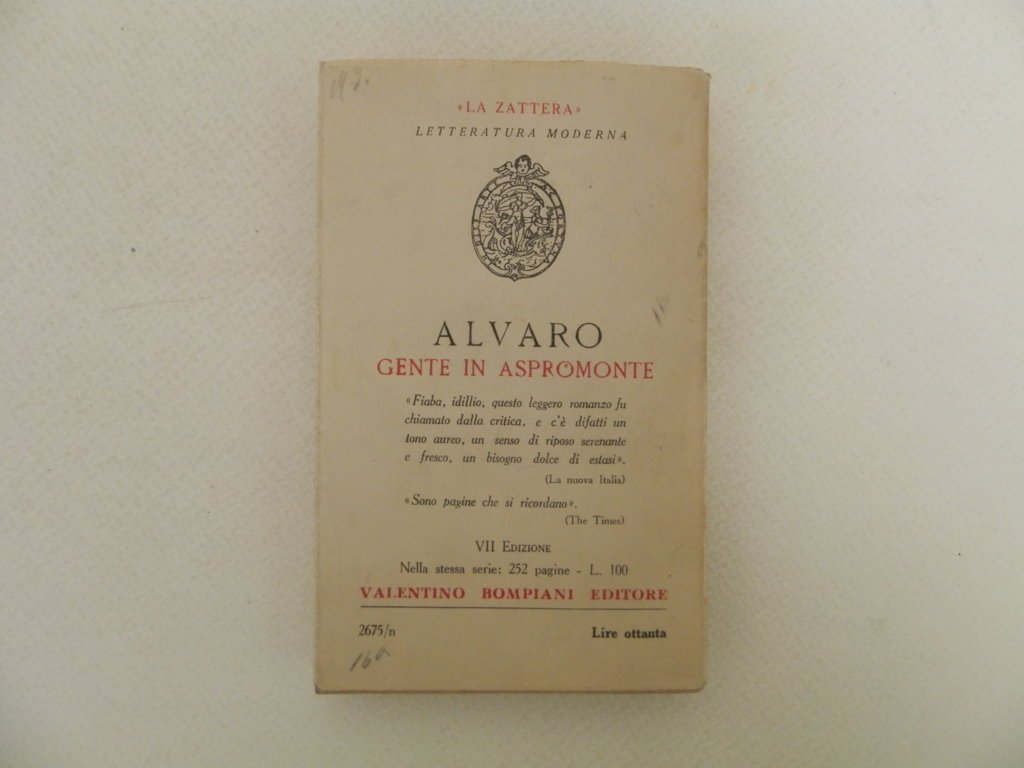 «LA ZATTERA»
LETTERATURA MODERNA
ALVARO
GENTE IN ASPROMONTE
«Fiaba, idillio, questo leggero romanzo fu
chiamato dalla critica, e c'è difatti un
tono aureo, un senso di riposo serenante
e fresco, un bisogno dolce di estasi».
(La nuova Italia)
«Sono pagine che si ricordano».
(The Times)
VII EDIZIONE
Nella stessa serie: 252 pagine - L. 100
VALENTINO BOMPIANI EDITORE
2675/n Lire ottanta